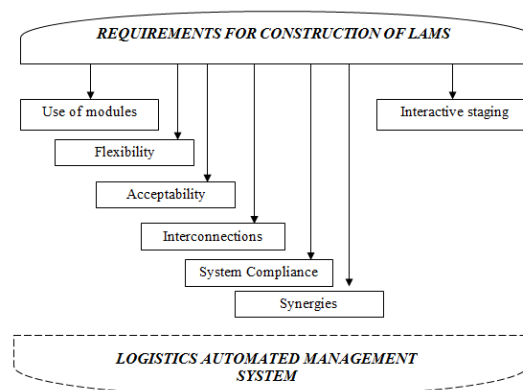 REQUIREMENTS FOR CONSTRUCTION OF LAMS
Use of modules
Interactive staging
Flexibility
Acceptability
Interconnections
System Compliance
Synergies
LOGISTICS AUTOMATED MANAGEMENT
SYSTEM